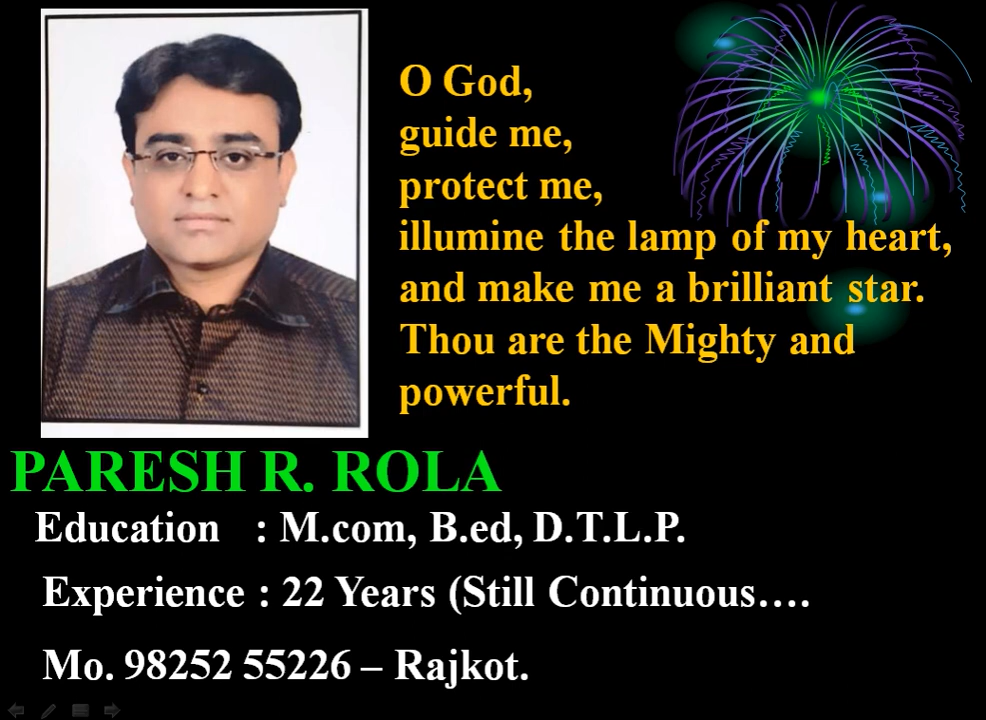 O God,
guide me,
protect me,
illumine the lamp of my heart,
and make me a brilliant star.
Thou are the Mighty and
powerful.
PARESH R. ROLA
Education : M.com, B.ed, D.T.L.P.
Experience : 22 Years (Still Continuous….
Mo. 98252 55226 – Rajkot.